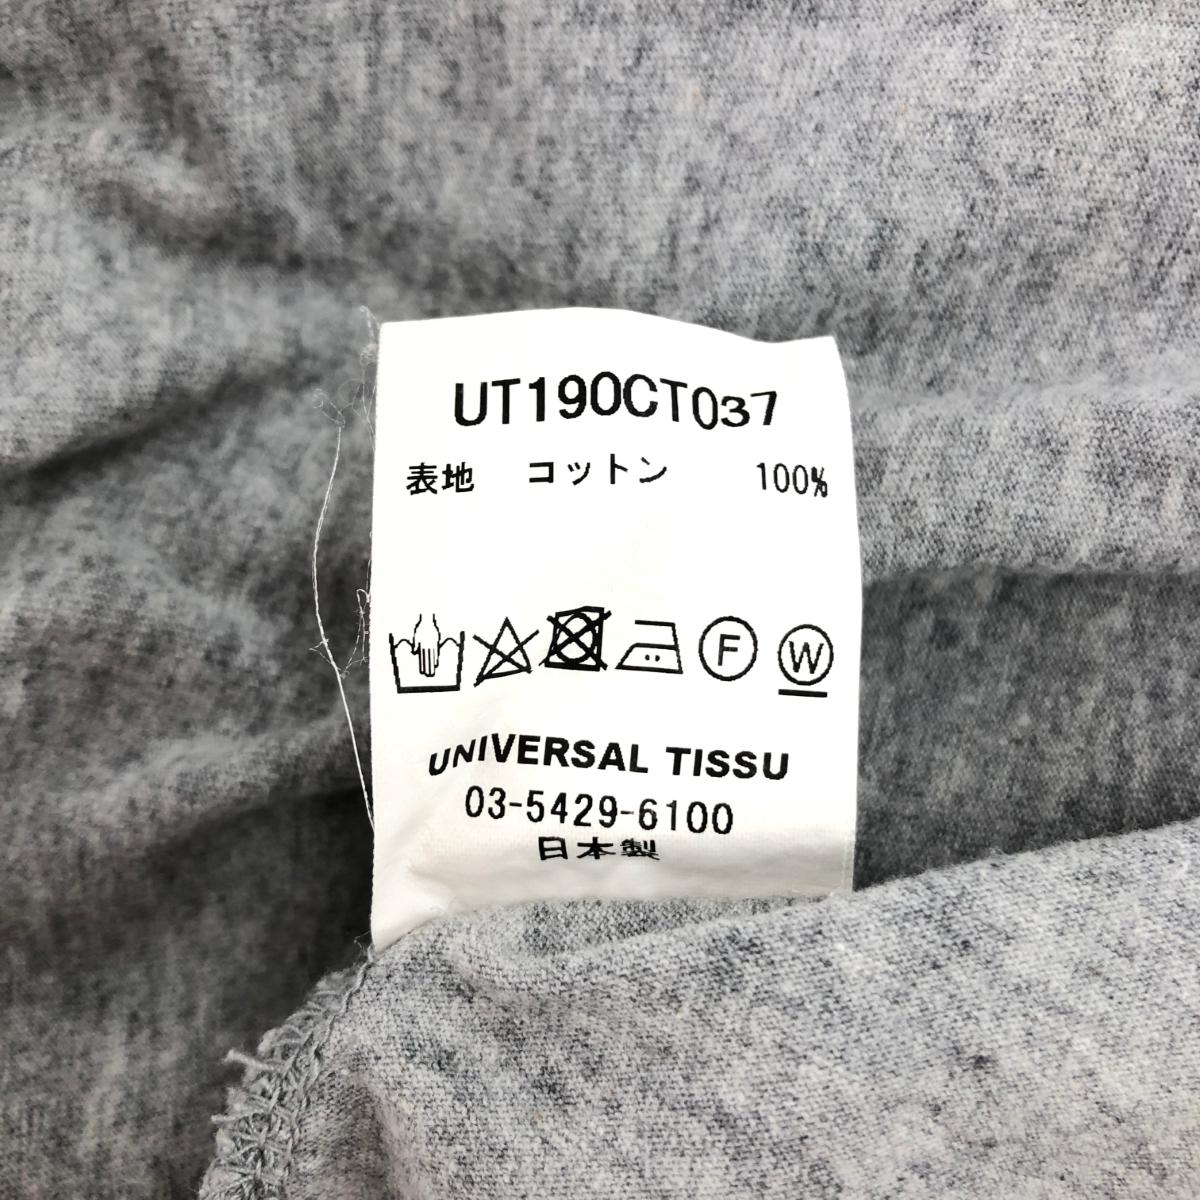 UT190CT037
表地 コットン 100%
F W
UNIVERSAL TISSU
03-5429-6100
日本製